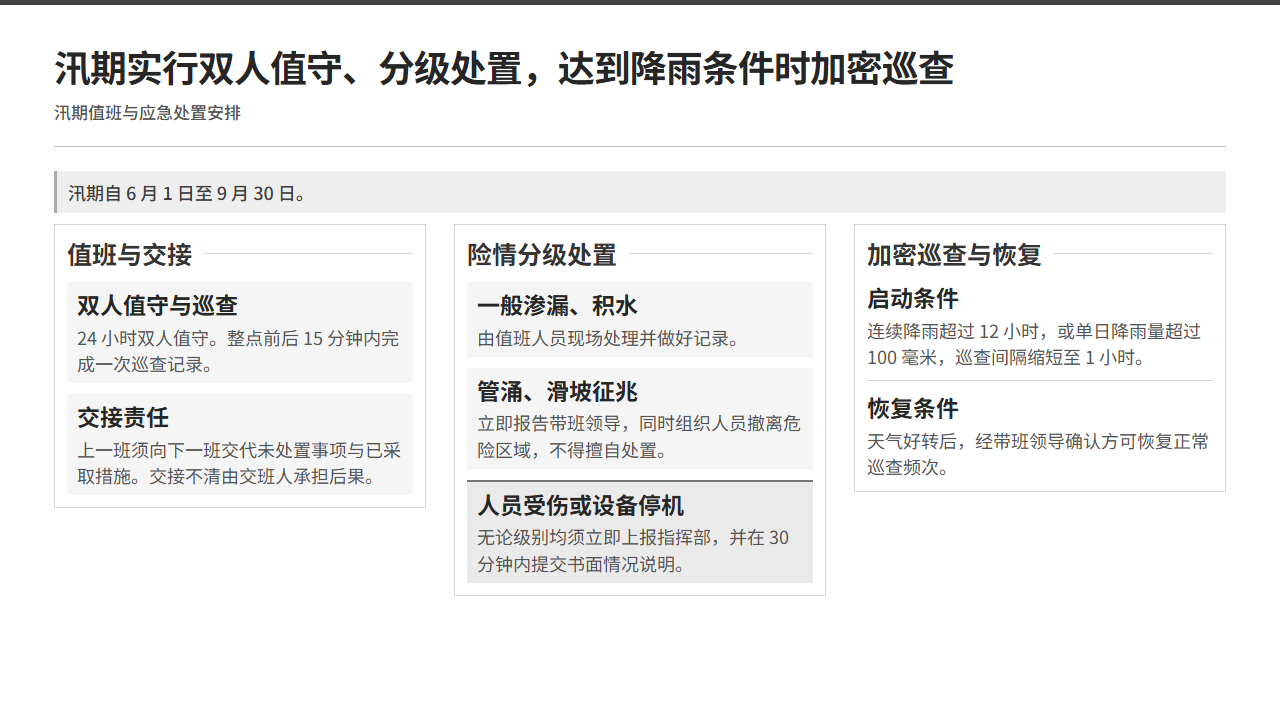 汛期实行双人值守、分级处置，达到降雨条件时加密巡查
汛期值班与应急处置安排
汛期自 6 月 1 日至 9 月 30 日。
值班与交接
双人值守与巡查
24 小时双人值守。整点前后 15 分钟内完
成一次巡查记录。
交接责任
上一班须向下一班交代未处置事项与已采
取措施。交接不清由交班人承担后果。
险情分级处置
一般渗漏、积水
由值班人员现场处理并做好记录。
管涌、滑坡征兆
立即报告带班领导，同时组织人员撤离危
险区域，不得擅自处置。
人员受伤或设备停机
无论级别均须立即上报指挥部，并在 30
分钟内提交书面情况说明。
加密巡查与恢复
启动条件
连续降雨超过 12 小时，或单日降雨量超过
100 毫米，巡查间隔缩短至 1 小时。
恢复条件
天气好转后，经带班领导确认方可恢复正常
巡查频次。